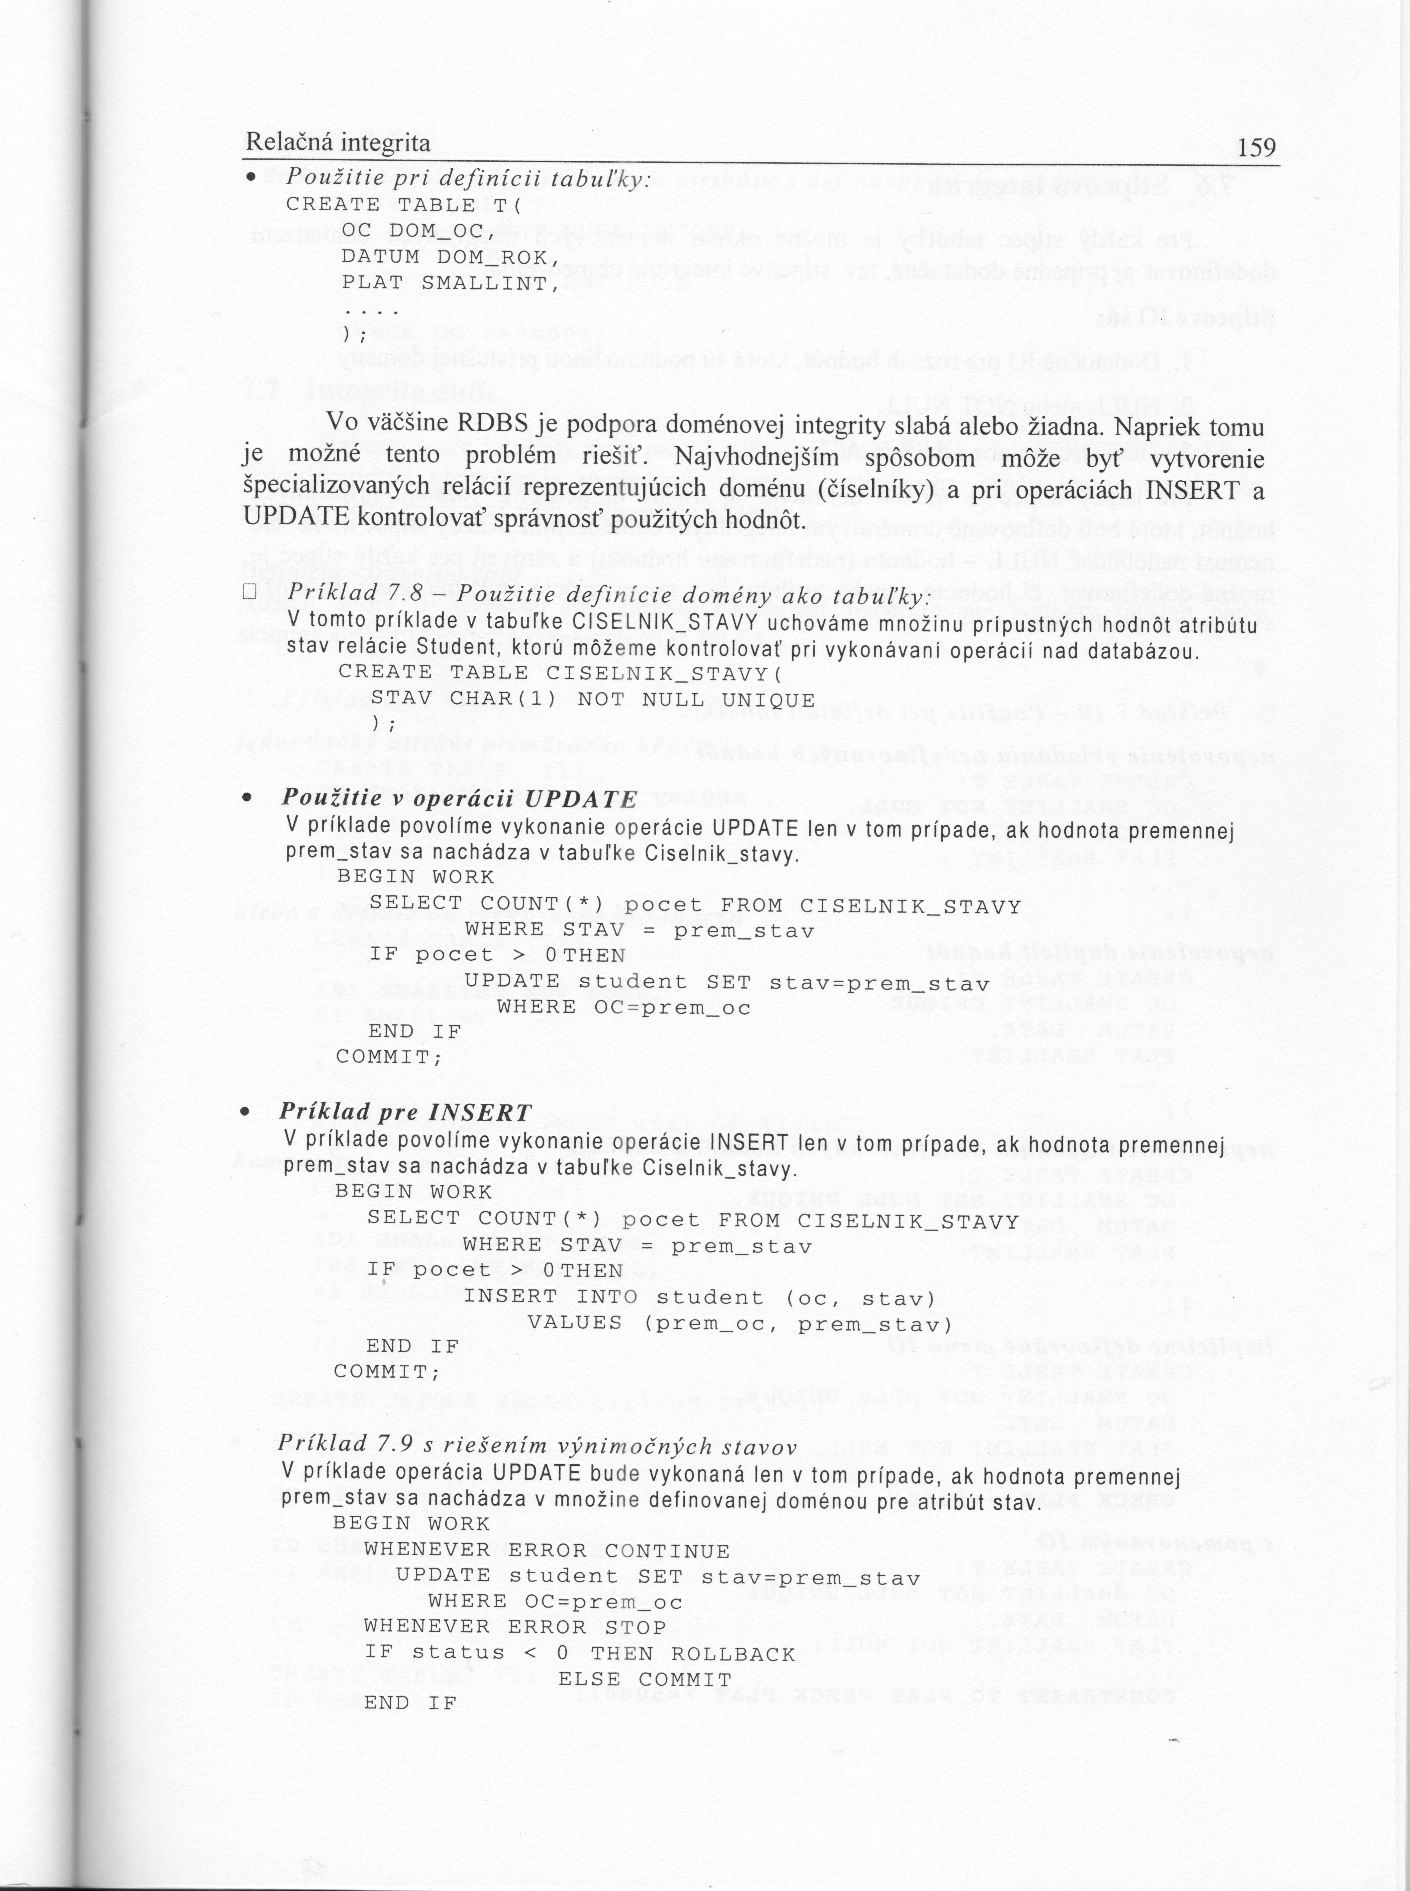 Relačná integrita 159
• Použitie pri definícii tabuľky:
CREATE TABLE T(
OC DOM_OC,
DATUM DOM_ROK,
PLAT SMALLINT,
....
);
Vo väčšine RDBS je podpora doménovej integrity slabá alebo žiadna. Napriek tomu
je možné tento problém riešiť. Najvhodnejším spôsobom môže byť vytvorenie
špecializovaných relácií reprezentujúcich doménu (číselníky) a pri operáciách INSERT a
UPDATE kontrolovať správnosť použitých hodnôt.
□ Príklad 7.8 – Použitie definície domény ako tabuľky:
V tomto príklade v tabuľke CISELNIK_STAVY uchováme množinu prípustných hodnôt atribútu
stav relácie Student, ktorú môžeme kontrolovať pri vykonávaní operácií nad databázou.
CREATE TABLE CISELNIK_STAVY(
STAV CHAR(1) NOT NULL UNIQUE
);
• Použitie v operácii UPDATE
V príklade povolíme vykonanie operácie UPDATE len v tom prípade, ak hodnota premennej
prem_stav sa nachádza v tabuľke Ciselnik_stavy.
BEGIN WORK
SELECT COUNT(*) pocet FROM CISELNIK_STAVY
WHERE STAV = prem_stav
IF pocet > 0THEN
UPDATE student SET stav=prem_stav
WHERE OC=prem_oc
END IF
COMMIT;
• Príklad pre INSERT
V príklade povolíme vykonanie operácie INSERT len v tom prípade, ak hodnota premennej
prem_stav sa nachádza v tabuľke Ciselnik_stavy.
BEGIN WORK
SELECT COUNT(*) pocet FROM CISELNIK_STAVY
WHERE STAV = prem_stav
IF pocet > 0THEN
INSERT INTO student (oc, stav)
VALUES (prem_oc, prem_stav)
END IF
COMMIT;
Príklad 7.9 s riešením výnimočných stavov
V príklade operácia UPDATE bude vykonaná len v tom prípade, ak hodnota premennej
prem_stav sa nachádza v množine definovanej doménou pre atribút stav.
BEGIN WORK
WHENEVER ERROR CONTINUE
UPDATE student SET stav=prem_stav
WHERE OC=prem_oc
WHENEVER ERROR STOP
IF status < 0 THEN ROLLBACK
ELSE COMMIT
END IF